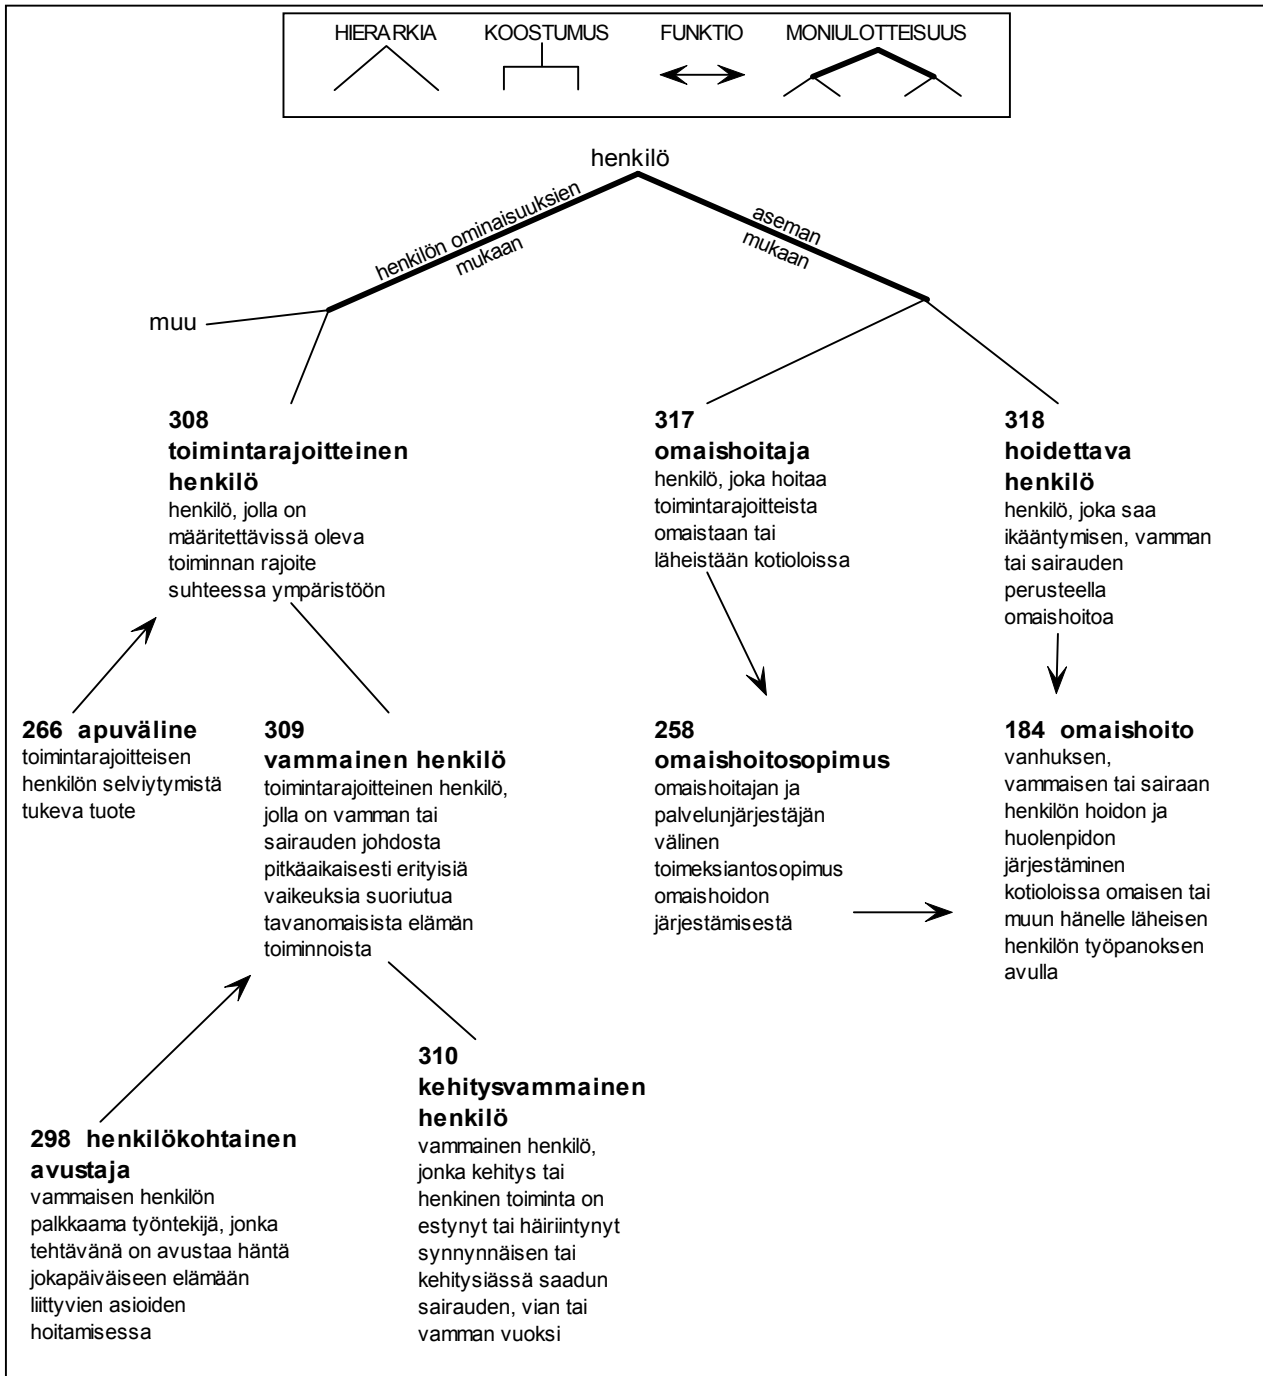 HIERARKIA KOOSTUMUS FUNKTIO MONIULOTTEISUUS
henkilö
henkilön ominaisuuksien
mukaan
aseman
mukaan
muu
308
toimintarajoitteinen
henkilö
henkilö, jolla on
määritettävissä oleva
toiminnan rajoite
suhteessa ympäristöön
317
omaishoitaja
henkilö, joka hoitaa
toimintarajoitteista
omaistaan tai
läheistään kotioloissa
318
hoidettava
henkilö
henkilö, joka saa
ikääntymisen, vamman
tai sairauden
perusteella
omaishoitoa
266 apuväline
toimintarajoitteisen
henkilön selviytymistä
tukeva tuote
309
vammainen henkilö
toimintarajoitteinen henkilö,
jolla on vamman tai
sairauden johdosta
pitkäaikaisesti erityisiä
vaikeuksia suoriutua
tavanomaisista elämän
toiminnoista
258
omaishoitosopimus
omaishoitajan ja
palvelunjärjestäjän
välinen
toimeksiantosopimus
omaishoidon
järjestämisestä
184 omaishoito
vanhuksen,
vammaisen tai sairaan
henkilön hoidon ja
huolenpidon
järjestäminen
kotioloissa omaisen tai
muun hänelle läheisen
henkilön työpanoksen
avulla
298 henkilökohtainen
avustaja
vammaisen henkilön
palkkaama työntekijä, jonka
tehtävänä on avustaa häntä
jokapäiväiseen elämään
liittyvien asioiden
hoitamisessa
310
kehitysvammainen
henkilö
vammainen henkilö,
jonka kehitys tai
henkinen toiminta on
estynyt tai häiriintynyt
synnynnäisen tai
kehitysiässä saadun
sairauden, vian tai
vamman vuoksi